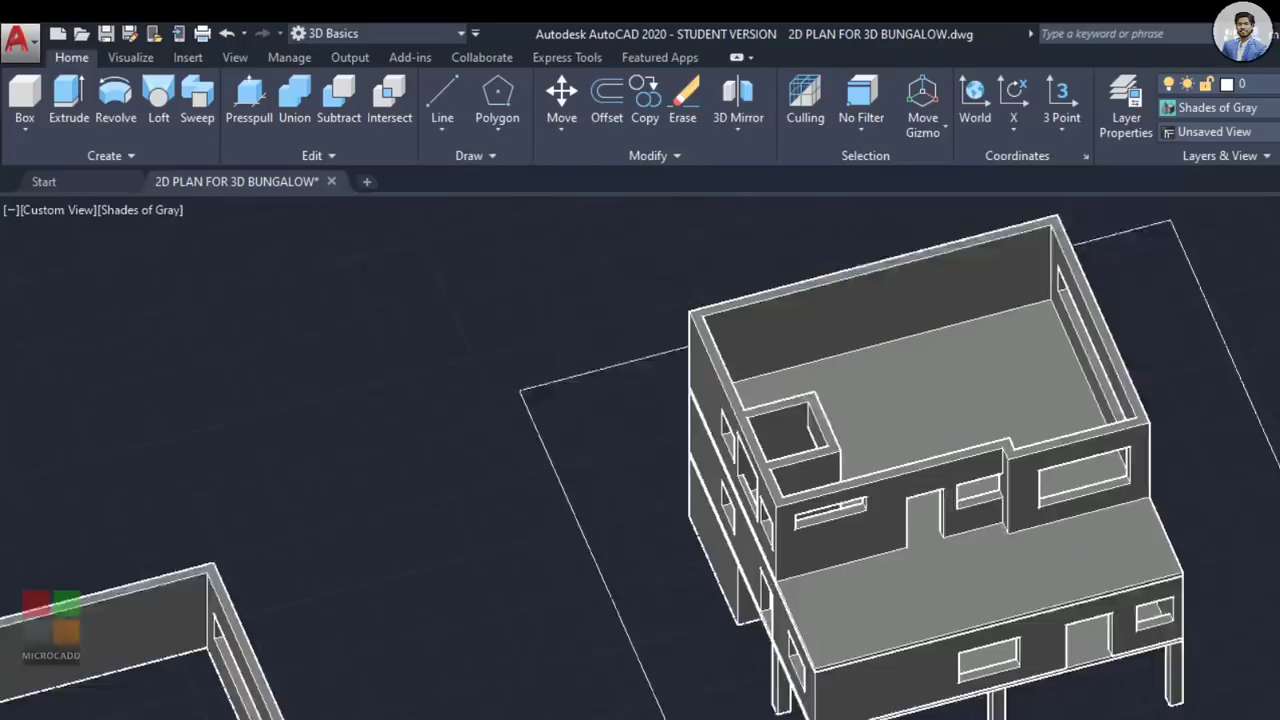 3D Basics
Autodesk AutoCAD 2020 - STUDENT VERSION 2D PLAN FOR 3D BUNGALOW.dwg
Type a keyword or phrase
Home Visualize Insert View Manage Output Add-ins Collaborate Express Tools Featured Apps
Box Extrude Revolve Loft Sweep Presspull Union Subtract Intersect Line Polygon Move Offset Copy Erase 3D Mirror Culling No Filter Move Gizmo World X 3 Point Layer Properties
0
Shades of Gray
Unsaved View
Create Edit Draw Modify Selection Coordinates Layers & View
Start 2D PLAN FOR 3D BUNGALOW*
[−][Custom View][Shades of Gray]
MICROCADD